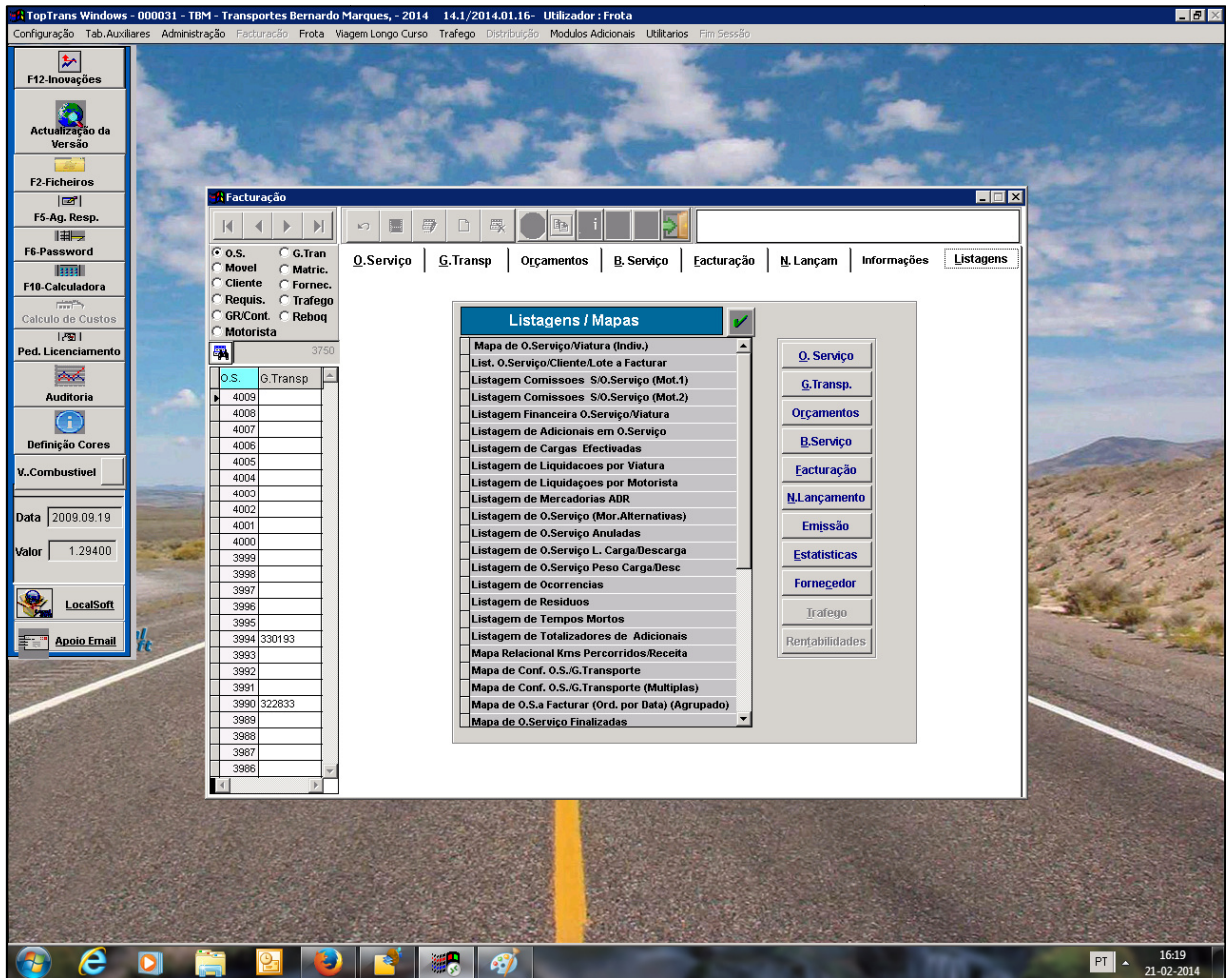 TopTrans Windows - 000031 - TBM - Transportes Bernardo Marques, - 2014 14.1/2014.01.16- Utilizador : Frota
Configuração Tab.Auxiliares Administração Facturacão Frota Viagem Longo Curso Trafego Distribuição Modulos Adicionais Utilitarios Fim Sessão
F12-Inovações
Actualização da
Versão
F2-Ficheiros
F5-Ag. Resp.
F6-Password
F10-Calculadora
Calculo de Custos
Ped. Licenciamento
Auditoria
Definição Cores
V..Combustivel
Data 2009.09.19
Valor 1.29400
LocalSoft
Apoio Email
Facturação
O.S. G.Tran
Movel Matric.
Cliente Fornec.
Requis. Trafego
GR/Cont. Reboq
Motorista
3750
O.S. G.Transp
4009
4008
4007
4006
4005
4004
4003
4002
4001
4000
3999
3998
3997
3996
3995
3994 330193
3993
3992
3991
3990 322833
3989
3988
3987
3986
O.Serviço G.Transp Orçamentos B. Serviço Facturação N. Lançam Informações Listagens
Listagens / Mapas
Mapa de O.Serviço/Viatura (Indiv.)
List. O.Serviço/Cliente/Lote a Facturar
Listagem Comissoes S/O.Serviço (Mot.1)
Listagem Comissoes S/O.Serviço (Mot.2)
Listagem Financeira O.Serviço/Viatura
Listagem de Adicionais em O.Serviço
Listagem de Cargas Efectivadas
Listagem de Liquidacoes por Viatura
Listagem de Liquidaçoes por Motorista
Listagem de Mercadorias ADR
Listagem de O.Serviço (Mor.Alternativas)
Listagem de O.Serviço Anuladas
Listagem de O.Serviço L. Carga/Descarga
Listagem de O.Serviço Peso Carga/Desc
Listagem de Ocorrencias
Listagem de Residuos
Listagem de Tempos Mortos
Listagem de Totalizadores de Adicionais
Mapa Relacional Kms Percorridos/Receita
Mapa de Conf. O.S./G.Transporte
Mapa de Conf. O.S./G.Transporte (Multiplas)
Mapa de O.S.a Facturar (Ord. por Data) (Agrupado)
Mapa de O.Serviço Finalizadas
O. Serviço
G.Transp.
Orçamentos
B.Serviço
Facturação
N.Lançamento
Emissão
Estatisticas
Fornecedor
Trafego
Rentabilidades
PT
16:19
21-02-2014